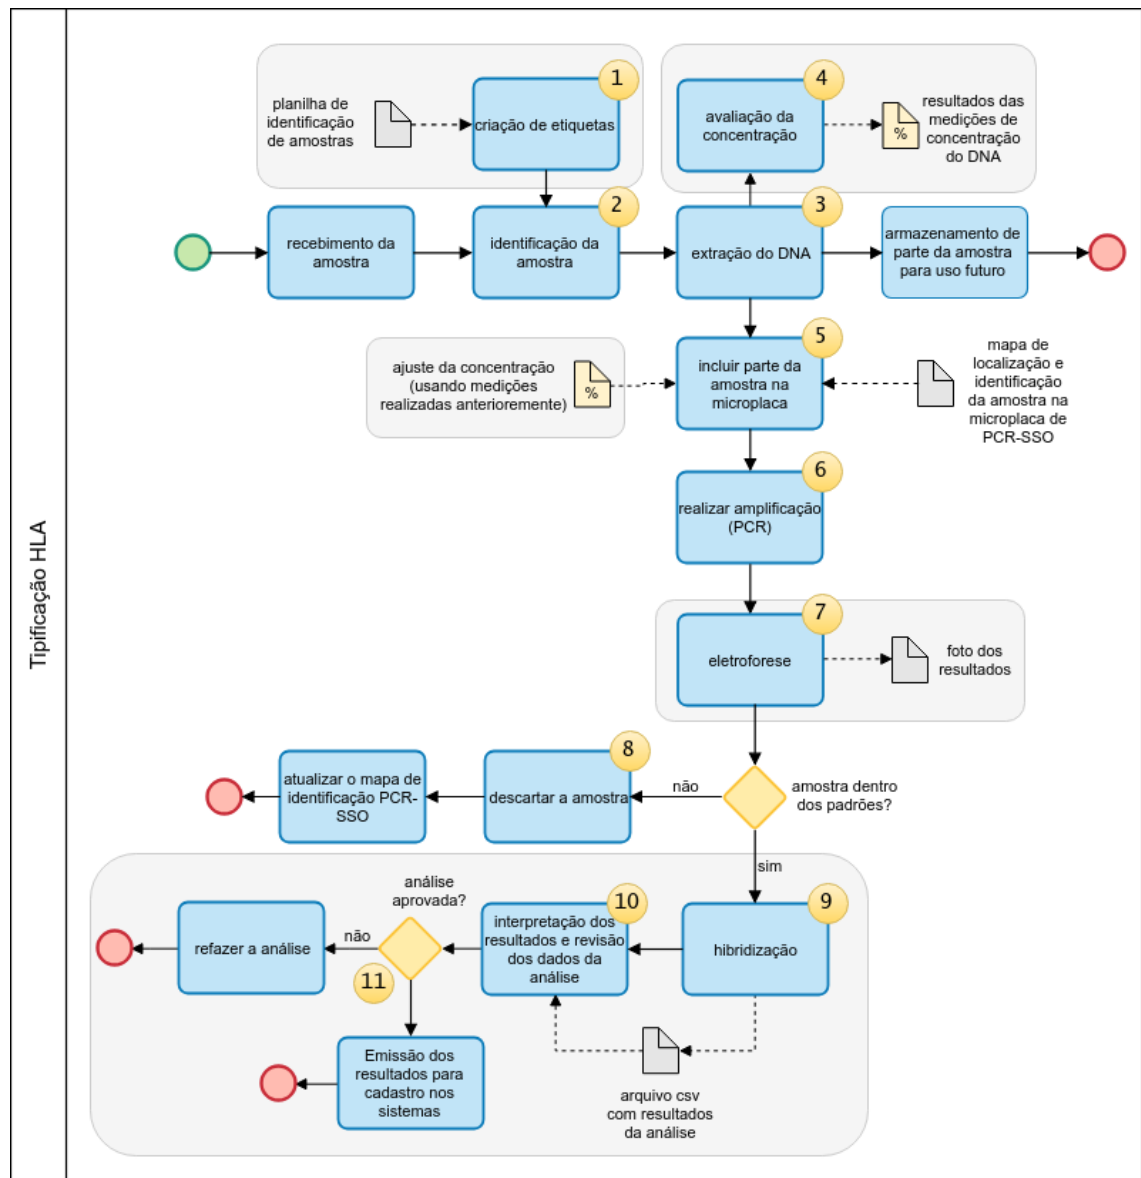 Tipificação HLA
1
planilha de
identificação
de amostras
criação de etiquetas
4
avaliação da
concentração
%
resultados das
medições de
concentração
do DNA
recebimento da
amostra
2
identificação da
amostra
3
extração do DNA
armazenamento de
parte da amostra
para uso futuro
ajuste da concentração
(usando medições
realizadas anterioremente)
%
5
incluir parte da
amostra na
microplaca
mapa de
localização e
identificação
da amostra na
microplaca de
PCR-SSO
6
realizar amplificação
(PCR)
7
eletroforese
foto dos
resultados
amostra dentro
dos padrões?
não
8
descartar a amostra
atualizar o mapa de
identificação PCR-
SSO
sim
9
hibridização
10
interpretação dos
resultados e revisão
dos dados da
análise
análise
aprovada?
não
11
refazer a análise
Emissão dos
resultados para
cadastro nos
sistemas
arquivo csv
com resultados
da análise